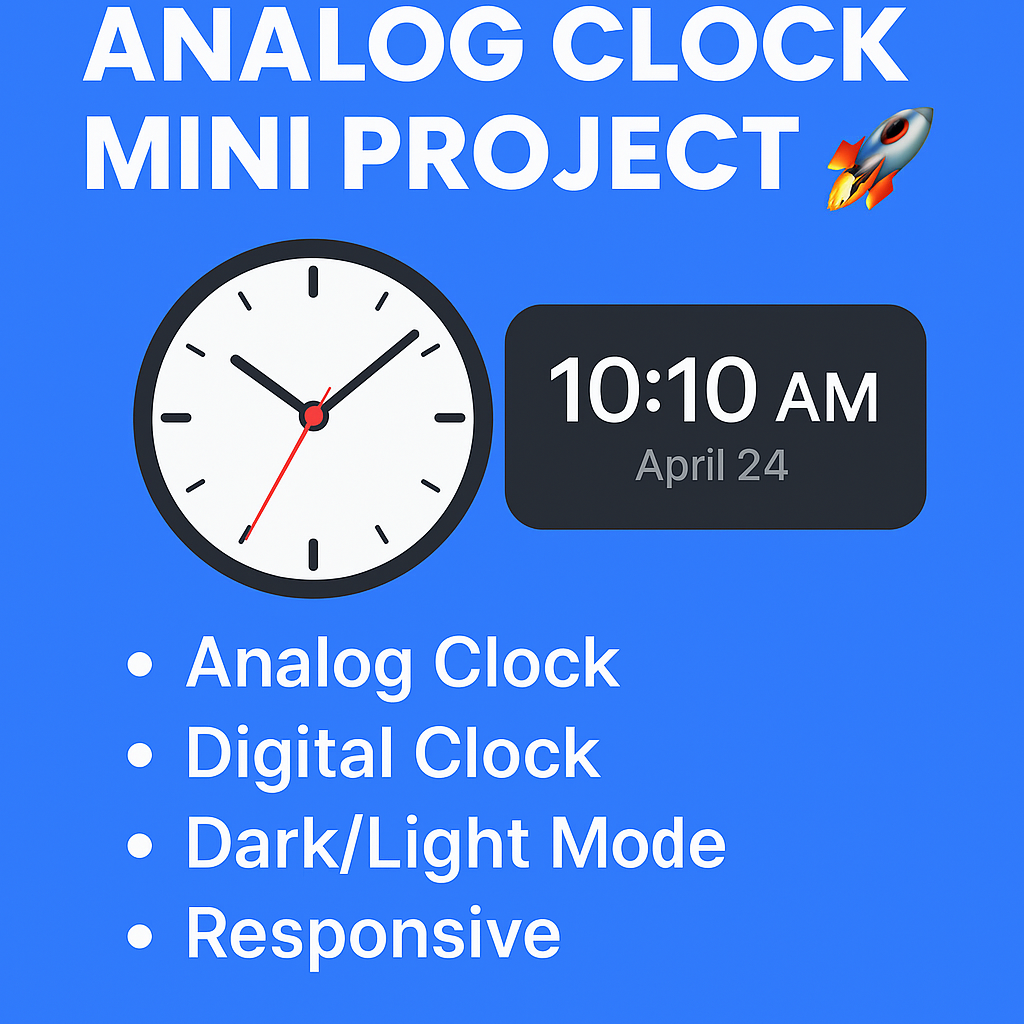 ANALOG CLOCK
MINI PROJECT 🚀
10:10 AM
April 24
• Analog Clock
• Digital Clock
• Dark/Light Mode
• Responsive